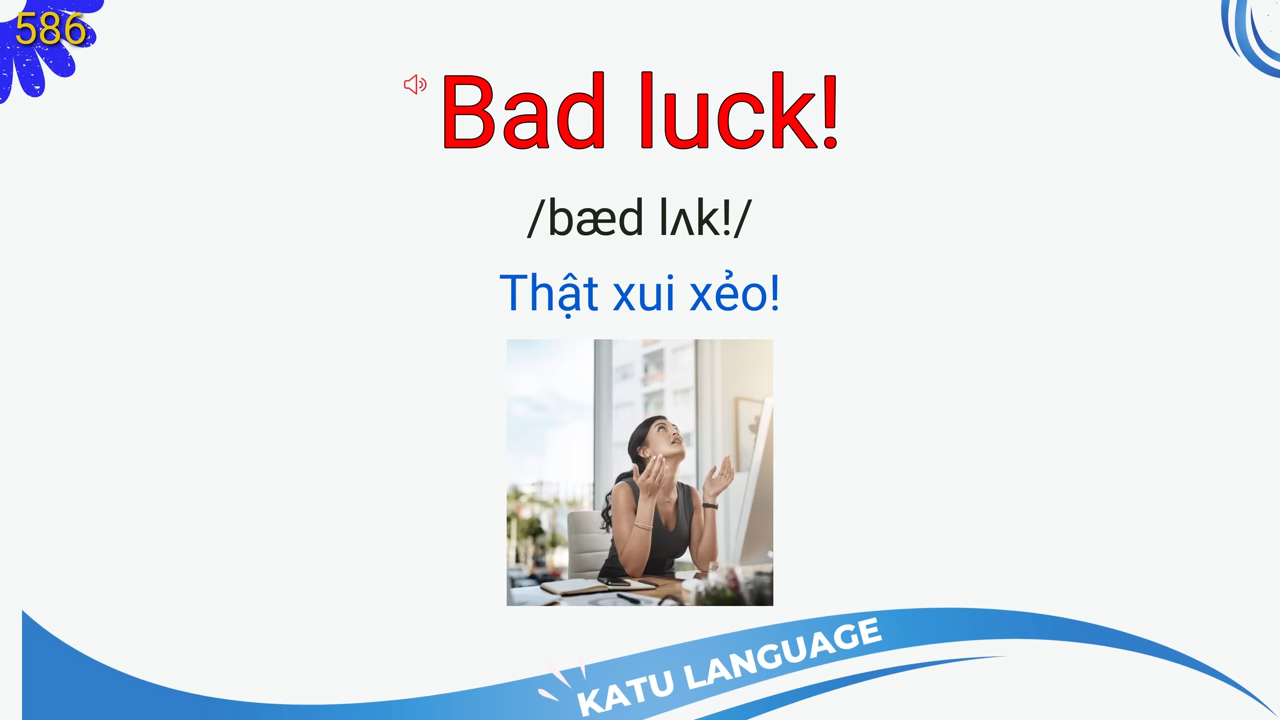 586
Bad luck!
/bæd lʌk!/
Thật xui xẻo!
KATU LANGUAGE